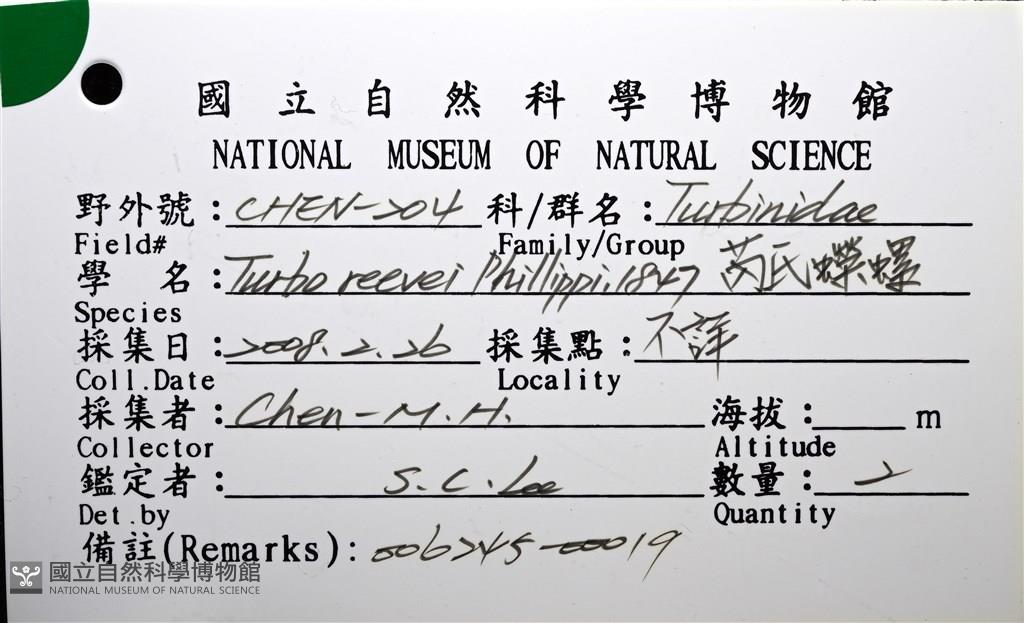 國立自然科學博物館
NATIONAL MUSEUM OF NATURAL SCIENCE
野外號：CHEN-204 科/群名：Turbinidae
Field# Family/Group
學 名：Turbo reevei Phillippi.1847 芮氏蠑螺
Species
採集日：2008.2.26 採集點：不詳
Coll.Date Locality
採集者：Chen-M.H. 海拔：____m
Collector Altitude
鑑定者：S.C.Lee 數量：2
Det.by Quantity
備註(Remarks)：006245-00019
國立自然科學博物館
NATIONAL MUSEUM OF NATURAL SCIENCE